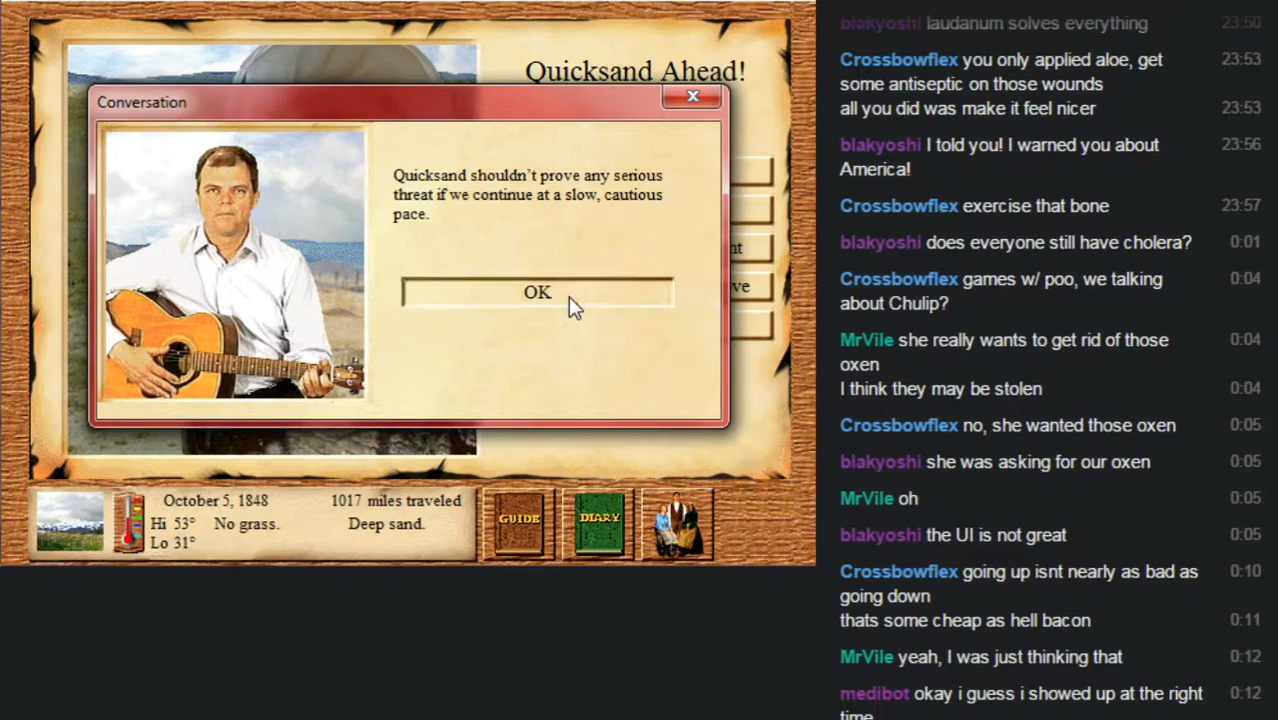 Quicksand Ahead!
Conversation
Quicksand shouldn't prove any serious
threat if we continue at a slow, cautious
pace.
OK
nt
ve
October 5, 1848
1017 miles traveled
Hi 53° No grass.
Deep sand.
Lo 31°
GUIDE
DIARY
blakyoshi laudanum solves everything 23:50
Crossbowflex you only applied aloe, get 23:53
some antiseptic on those wounds
all you did was make it feel nicer 23:53
blakyoshi I told you! I warned you about 23:56
America!
Crossbowflex exercise that bone 23:57
blakyoshi does everyone still have cholera? 0:01
Crossbowflex games w/ poo, we talking 0:04
about Chulip?
MrVile she really wants to get rid of those 0:04
oxen
I think they may be stolen 0:04
Crossbowflex no, she wanted those oxen 0:05
blakyoshi she was asking for our oxen 0:05
MrVile oh 0:05
blakyoshi the UI is not great 0:05
Crossbowflex going up isnt nearly as bad as 0:10
going down
thats some cheap as hell bacon 0:11
MrVile yeah, I was just thinking that 0:12
medibot okay i guess i showed up at the right 0:12
time